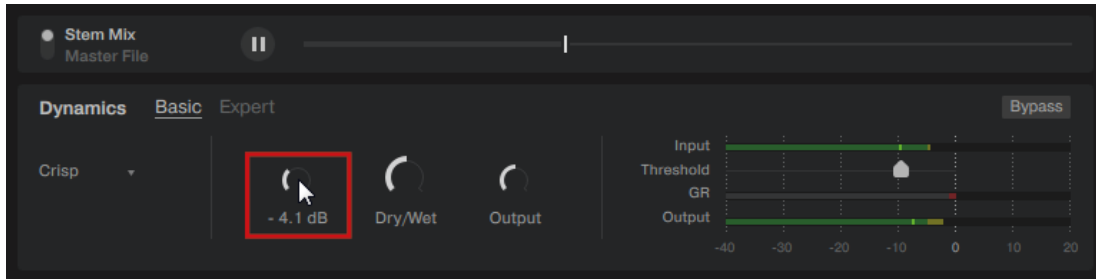 Stem Mix
Master File
Dynamics Basic Expert Bypass
Crisp
- 4.1 dB Dry/Wet Output
Input
Threshold
GR
Output
-40 -30 -20 -10 0 10 20